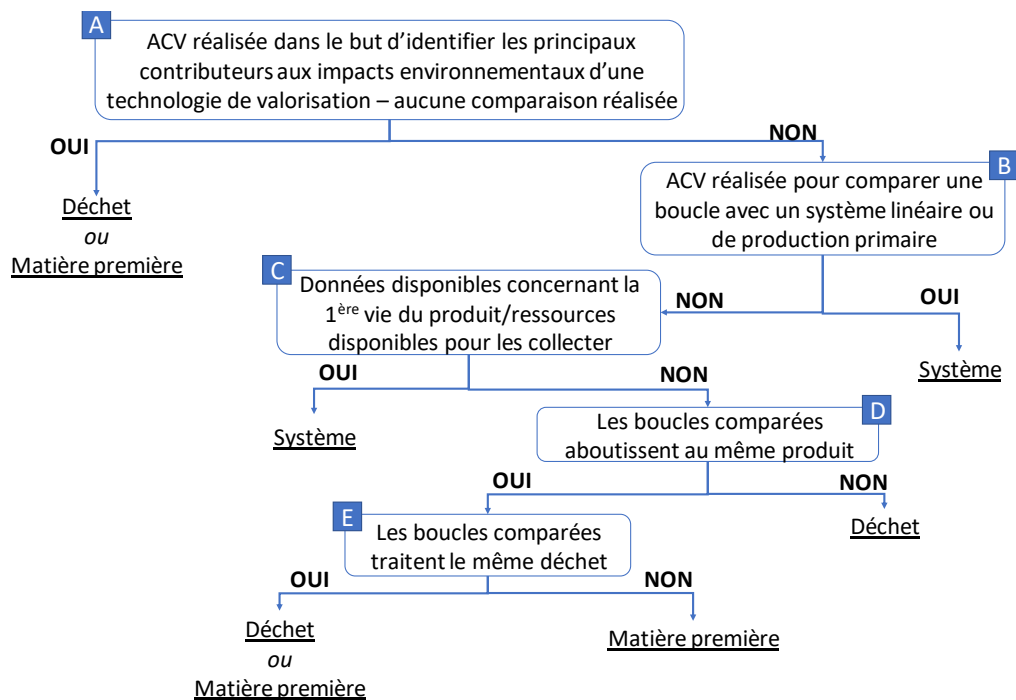 A
ACV réalisée dans le but d’identifier les principaux
contributeurs aux impacts environnementaux d’une
technologie de valorisation – aucune comparaison réalisée
OUI
NON
Déchet
ou
Matière première
B
ACV réalisée pour comparer une
boucle avec un système linéaire ou
de production primaire
C
Données disponibles concernant la
1ère vie du produit/ressources
disponibles pour les collecter
NON
OUI
Système
OUI
NON
Système
D
Les boucles comparées
aboutissent au même produit
OUI
NON
Déchet
E
Les boucles comparées
traitent le même déchet
OUI
NON
Déchet
ou
Matière première
Matière première